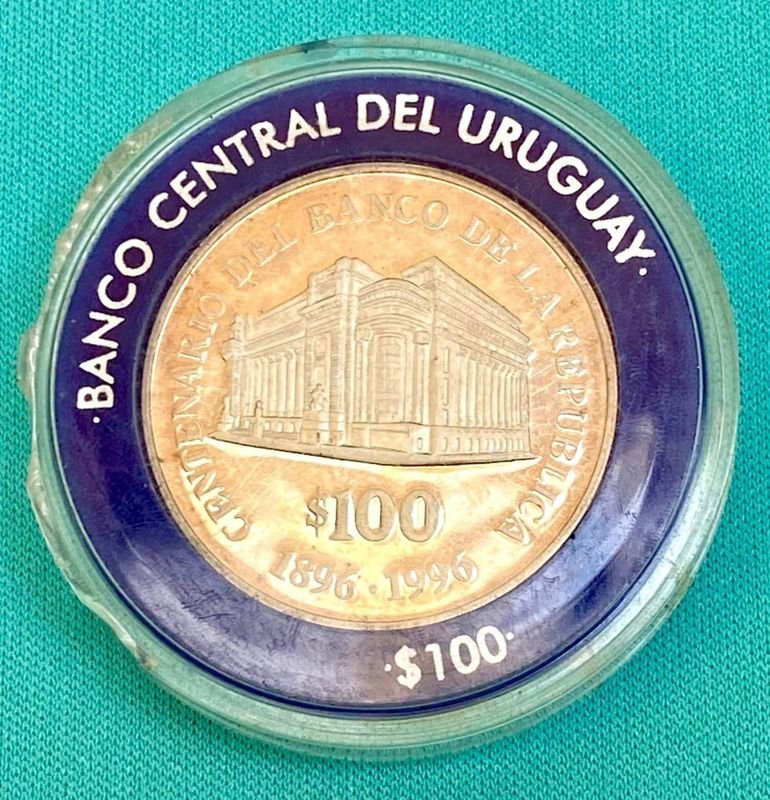 ·BANCO CENTRAL DEL URUGUAY·
CENTENARIO DEL BANCO DE LA REPUBLICA
$100
1896·1996
·$100·